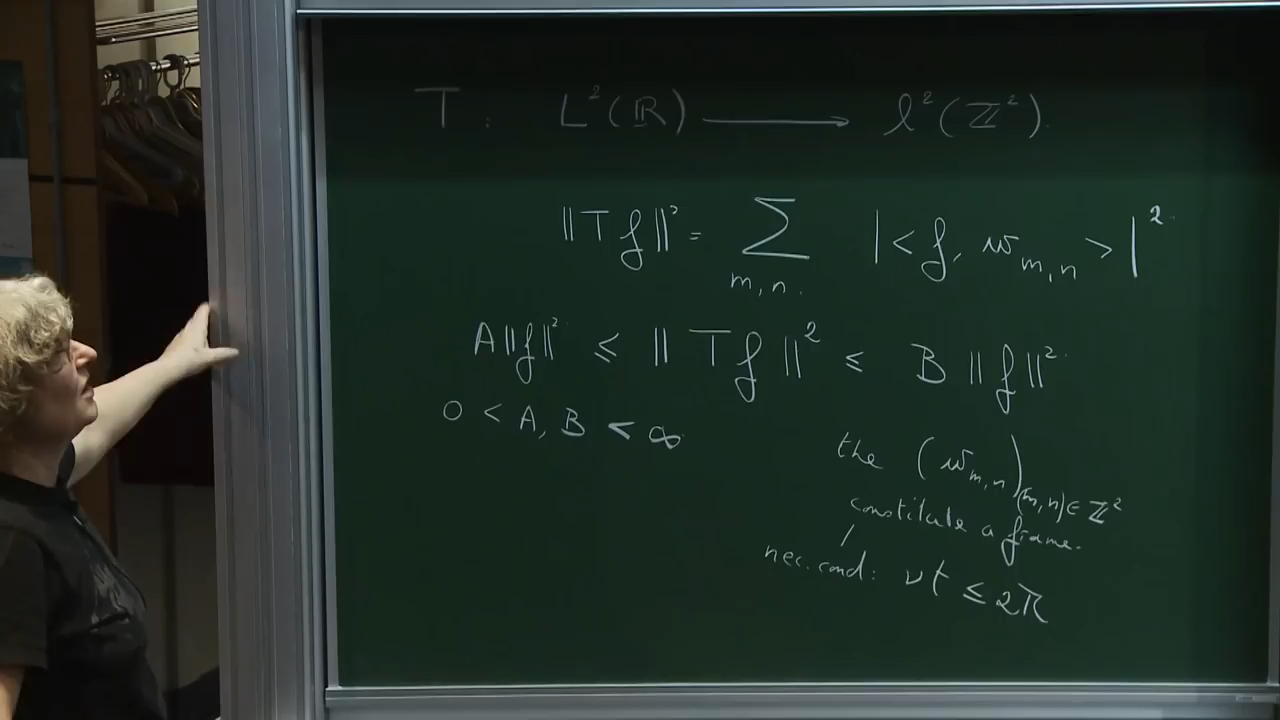 T : L²(ℝ) ⟶ ℓ²(ℤ²).
‖Tf‖² = ∑_{m,n} |<f, w_{m,n}>|²
A‖f‖² ≤ ‖Tf‖² ≤ B‖f‖²
0 < A, B < ∞
the (w_{m,n})_{(m,n)∈ℤ²}
constitute a frame.
nec. cond: νt ≤ 2π